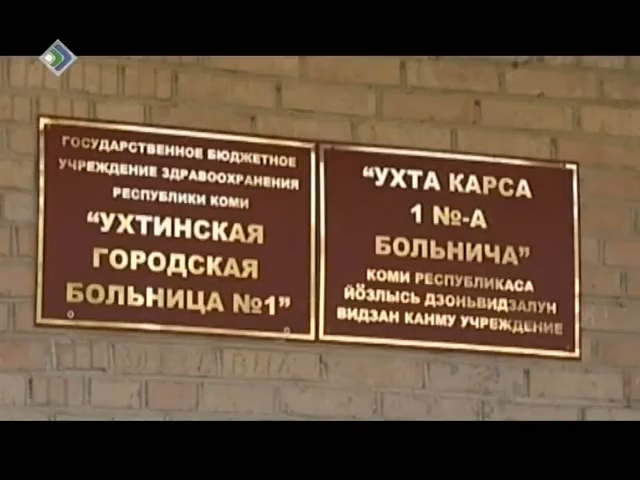 ГОСУДАРСТВЕННОЕ БЮДЖЕТНОЕ
УЧРЕЖДЕНИЕ ЗДРАВООХРАНЕНИЯ
РЕСПУБЛИКИ КОМИ
“УХТИНСКАЯ
ГОРОДСКАЯ
БОЛЬНИЦА №1”
“УХТА КАРСА
1 №-А
БОЛЬНИЧА”
КОМИ РЕСПУБЛИКАСА
ЙӦЗЛЫСЬ ДЗОНЬВИДЗАЛУН
ВИДЗАН КАНМУ УЧРЕЖДЕНИЕ